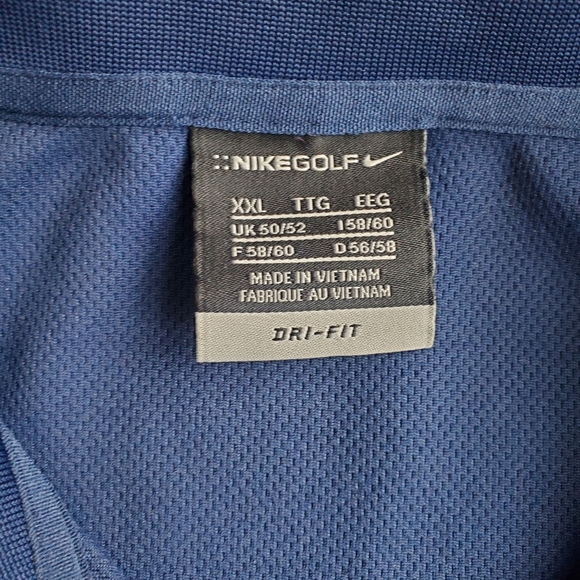 NIKEGOLF
XXL TTG EEG
UK 50/52 I 58/60
F 58/60 D 56/58
MADE IN VIETNAM
FABRIQUE AU VIETNAM
DRI-FIT